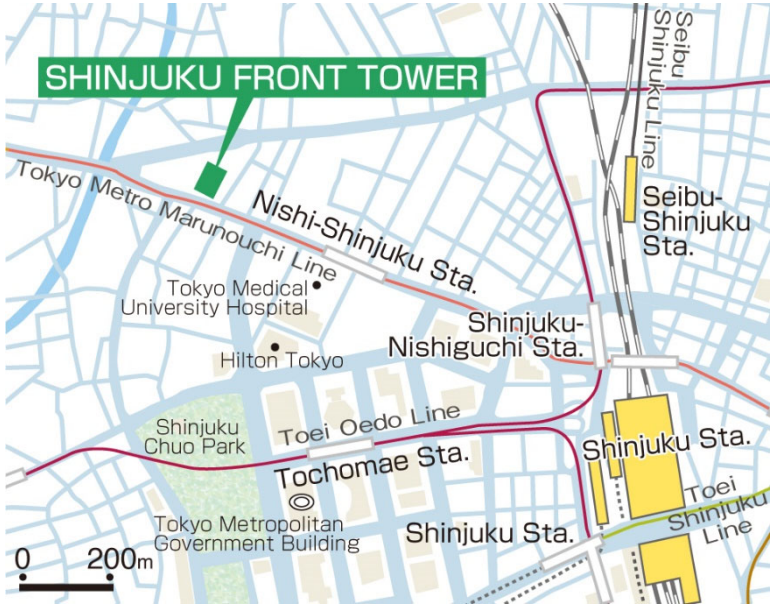 SHINJUKU FRONT TOWER
Seibu
Shinjuku Line
Tokyo Metro Marunouchi Line
Nishi-Shinjuku Sta.
Seibu-
Shinjuku
Sta.
Tokyo Medical
University Hospital
Shinjuku-
Nishiguchi Sta.
Hilton Tokyo
Shinjuku
Chuo Park
Toei Oedo Line
Shinjuku Sta.
Tochomae Sta.
Toei
Shinjuku
Line
Tokyo Metropolitan
Government Building
Shinjuku Sta.
0 200m